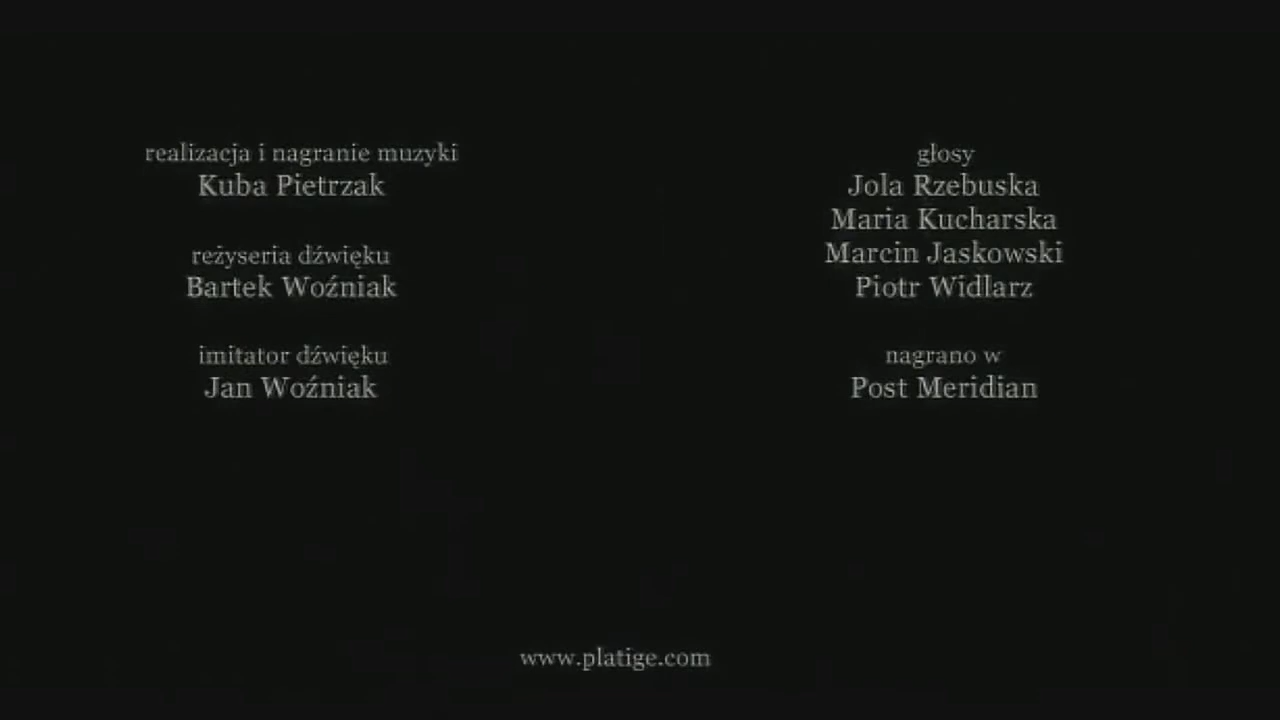 realizacja i nagranie muzyki
Kuba Pietrzak
reżyseria dźwięku
Bartek Woźniak
imitator dźwięku
Jan Woźniak
głosy
Jola Rzebuska
Maria Kucharska
Marcin Jaskowski
Piotr Widlarz
nagrano w
Post Meridian
www.platige.com